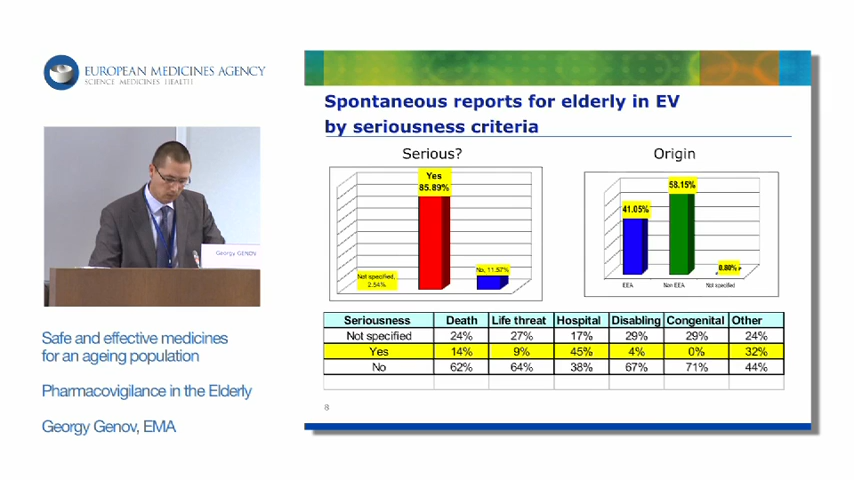 EUROPEAN MEDICINES AGENCY
SCIENCE MEDICINES HEALTH
Georgy GENOV
Safe and effective medicines
for an ageing population
Pharmacovigilance in the Elderly
Georgy Genov, EMA
Spontaneous reports for elderly in EV
by seriousness criteria
Serious?
Yes
85.89%
Not specified,
2.54%
No, 11.57%
Origin
41.05%
58.15%
0.80%
EEA
Non EEA
Not specified
Seriousness Death Life threat Hospital Disabling Congenital Other
Not specified 24% 27% 17% 29% 29% 24%
Yes 14% 9% 45% 4% 0% 32%
No 62% 64% 38% 67% 71% 44%
8